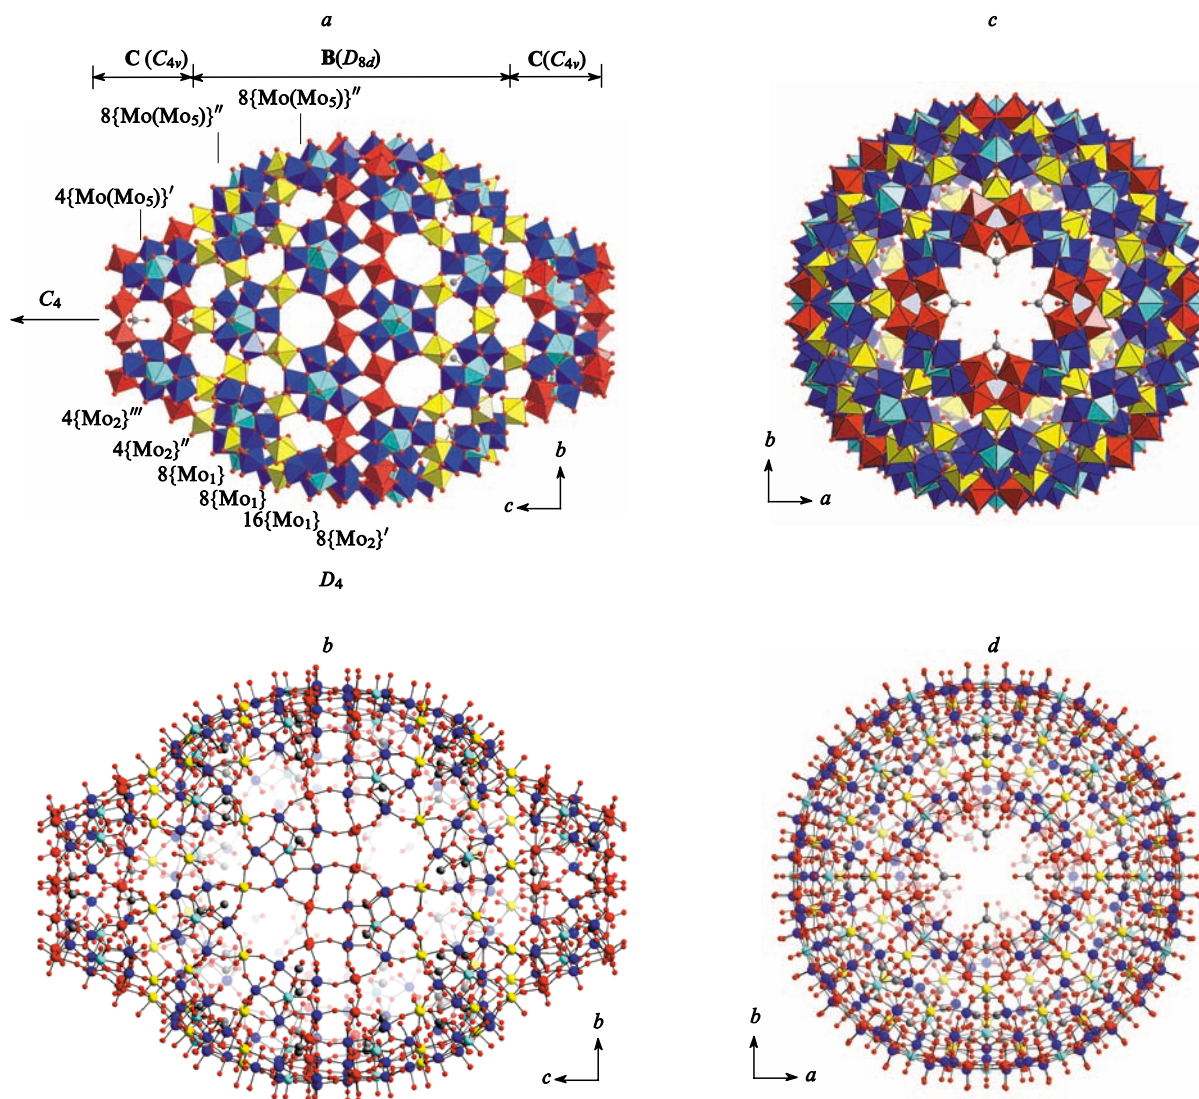 a
c
C (C4v) B(D8d) C(C4v)
8{Mo(Mo5)}″
8{Mo(Mo5)}″
4{Mo(Mo5)}′
C4
4{Mo2}‴
4{Mo2}″
8{Mo1}
8{Mo1}
16{Mo1}
8{Mo2}′
b
c
b
a
D4
b
d
b
c
b
a